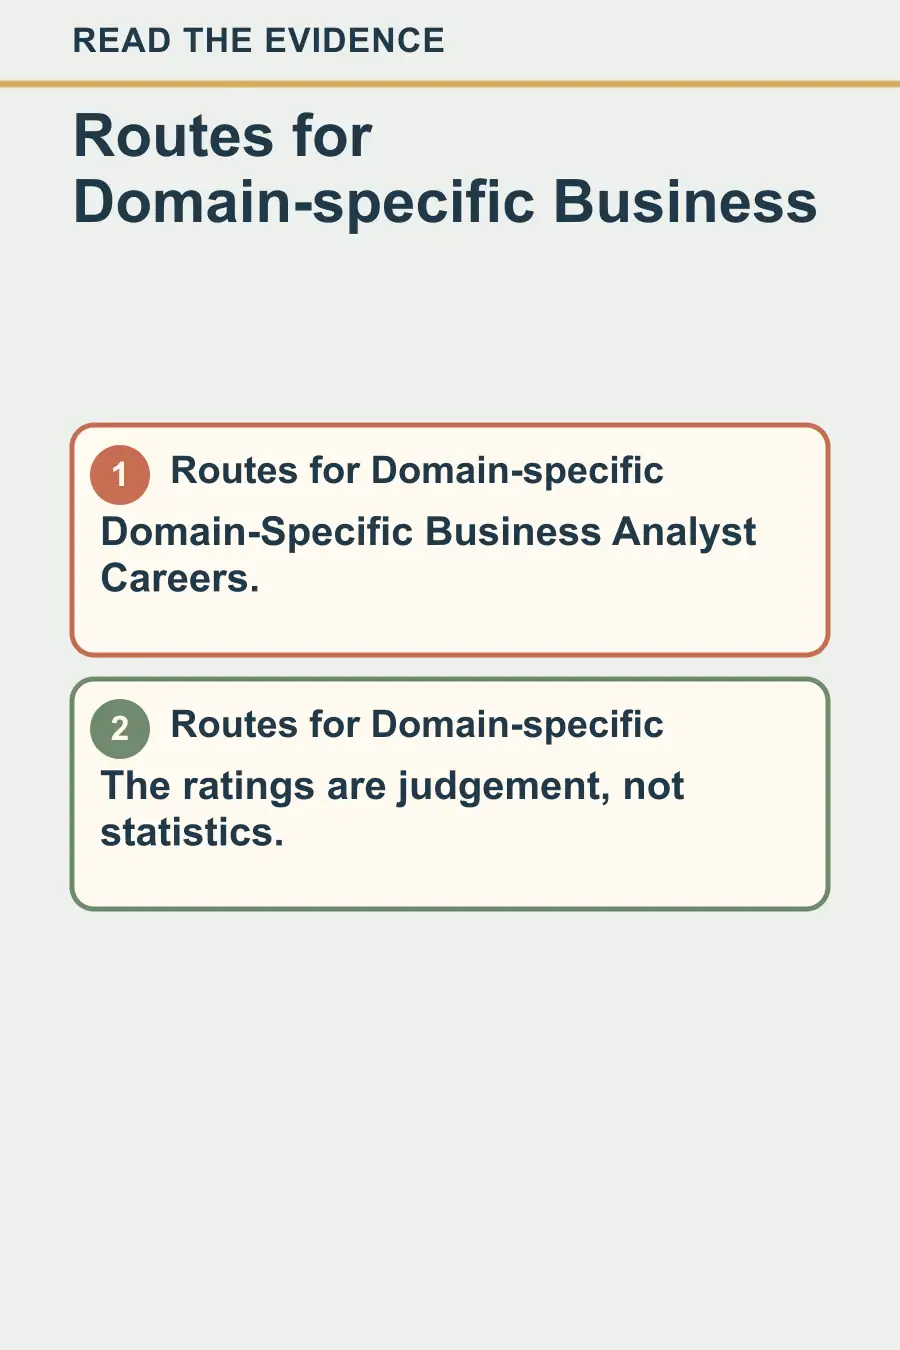 READ THE EVIDENCE
Routes for
Domain-specific Business
1 Routes for Domain-specific
Domain-Specific Business Analyst
Careers.
2 Routes for Domain-specific
The ratings are judgement, not
statistics.